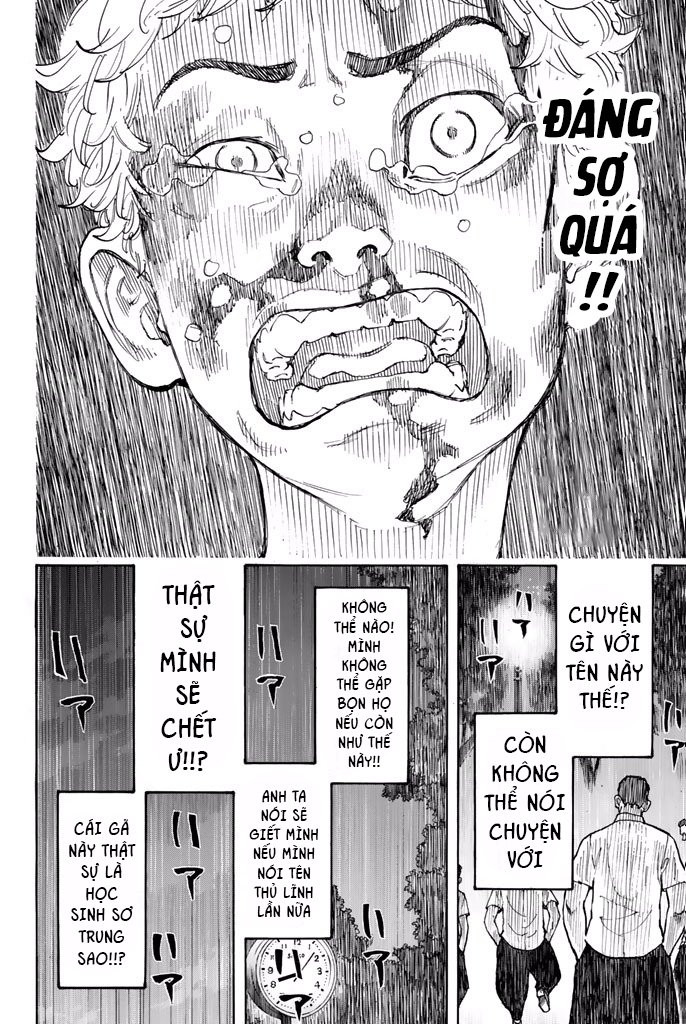 ĐÁNG
SỢ
QUÁ
!!
CHUYỆN
GÌ VỚI
TÊN NÀY
THẾ!?
CÒN
KHÔNG
THỂ NÓI
CHUYỆN
VỚI
ハァ
ハァ
KHÔNG
THỂ NÀO!
MÌNH
KHÔNG
THỂ GẶP
BỌN HỌ
NẾU CÒN
NHƯ THẾ
NÀY!!
ハァ
ANH TA
NÓI SẼ
GIẾT MÌNH
NẾU MÌNH
NÓI TÊN
THỦ LĨNH
LẦN NỮA
ハァ
ハァ
THẬT
SỰ
MÌNH
SẼ
CHẾT
Ư!!?
ハァ
ハァ
CÁI GÃ
NÀY THẬT
SỰ LÀ
HỌC
SINH SƠ
TRUNG
SAO!!?